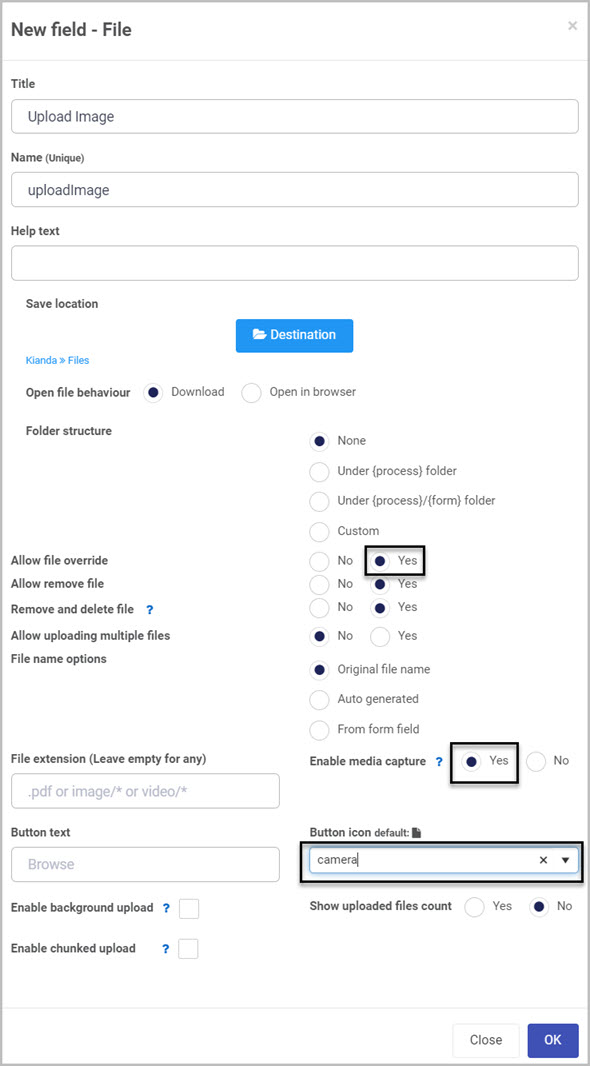 New field - File ×
Title
Upload Image
Name (Unique)
uploadImage
Help text
Save location
Destination
Kianda » Files
Open file behaviour Download Open in browser
Folder structure
None
Under {process} folder
Under {process}/{form} folder
Custom
Allow file override No Yes
Allow remove file No Yes
Remove and delete file ? No Yes
Allow uploading multiple files No Yes
File name options
Original file name
Auto generated
From form field
File extension (Leave empty for any) Enable media capture ? Yes No
.pdf or image/* or video/*
Button text Button icon default:
Browse camera ×
Enable background upload ? Show uploaded files count Yes No
Enable chunked upload ?
Close OK